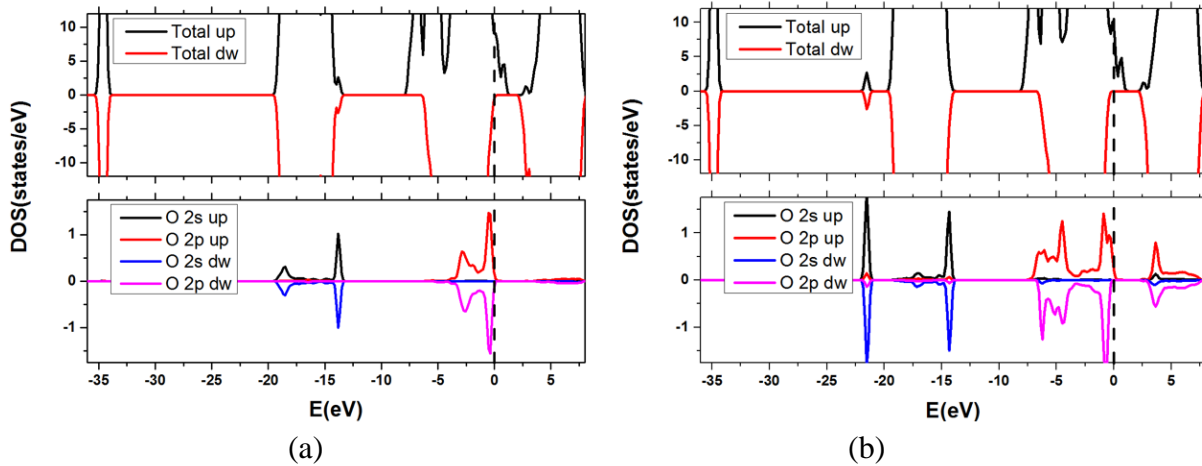 Total up
Total dw
10
5
0
-5
-10
DOS(states/eV)
O 2s up
O 2p up
O 2s dw
O 2p dw
1
0
-1
-35 -30 -25 -20 -15 -10 -5 0 5
E(eV)
(a)
Total up
Total dw
10
5
0
-5
-10
DOS(states/eV)
O 2s up
O 2p up
O 2s dw
O 2p dw
1
0
-1
-35 -30 -25 -20 -15 -10 -5 0 5
E(eV)
(b)